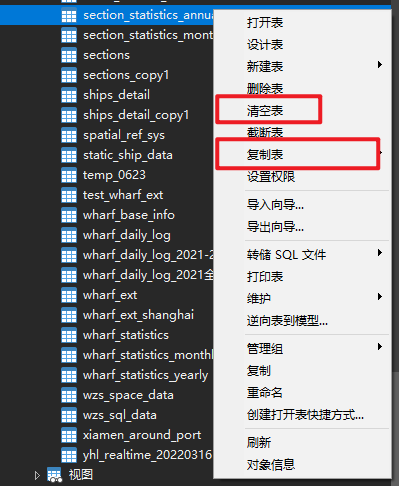 section_statistics_annua
section_statistics_mont
sections
sections_copy1
ships_detail
ships_detail_copy1
spatial_ref_sys
static_ship_data
temp_0623
test_wharf_ext
wharf_base_info
wharf_daily_log
wharf_daily_log_2021-2
wharf_daily_log_2021全
wharf_ext
wharf_ext_shanghai
wharf_statistics
wharf_statistics_monthl
wharf_statistics_yearly
wzs_space_data
wzs_sql_data
xiamen_around_port
yhl_realtime_20220316
视图
打开表
设计表
新建表
删除表
清空表
截断表
复制表
设置权限
导入向导...
导出向导...
转储 SQL 文件
打印表
维护
逆向表到模型...
管理组
复制
重命名
创建打开表快捷方式...
刷新
对象信息